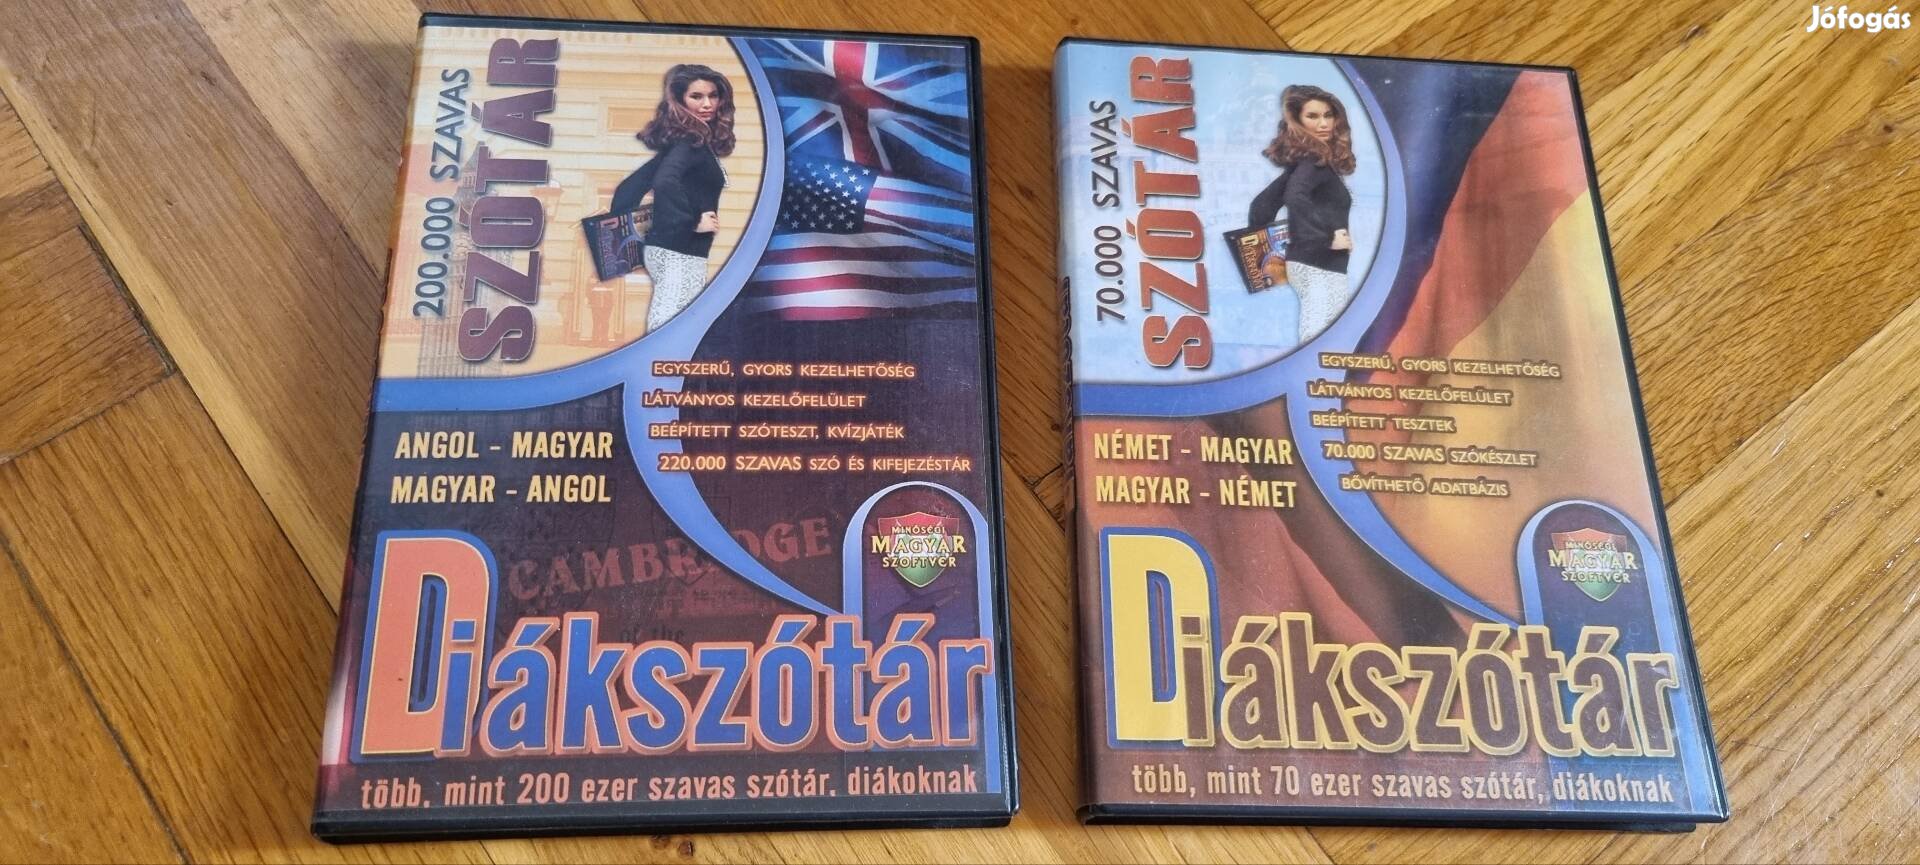 Jófogás
200.000 SZAVAS
SZÓTÁR
EGYSZERŰ, GYORS KEZELHETŐSÉG
LÁTVÁNYOS KEZELŐFELÜLET
BEÉPÍTETT SZÓTESZT, KVÍZJÁTÉK
220.000 SZAVAS SZÓ ÉS KIFEJEZÉSTÁR
ANGOL - MAGYAR
MAGYAR - ANGOL
CAMBRIDGE
of the
MINŐSÉGI
MAGYAR
SZOFTVER
Diákszótár
több, mint 200 ezer szavas szótár, diákoknak
70.000 SZAVAS
SZÓTÁR
EGYSZERŰ, GYORS KEZELHETŐSÉG
LÁTVÁNYOS KEZELŐFELÜLET
BEÉPÍTETT TESZTEK
70.000 SZAVAS SZÓKÉSZLET
BŐVÍTHETŐ ADATBÁZIS
NÉMET - MAGYAR
MAGYAR - NÉMET
MINŐSÉGI
MAGYAR
SZOFTVER
Diákszótár
több, mint 70 ezer szavas szótár, diákoknak